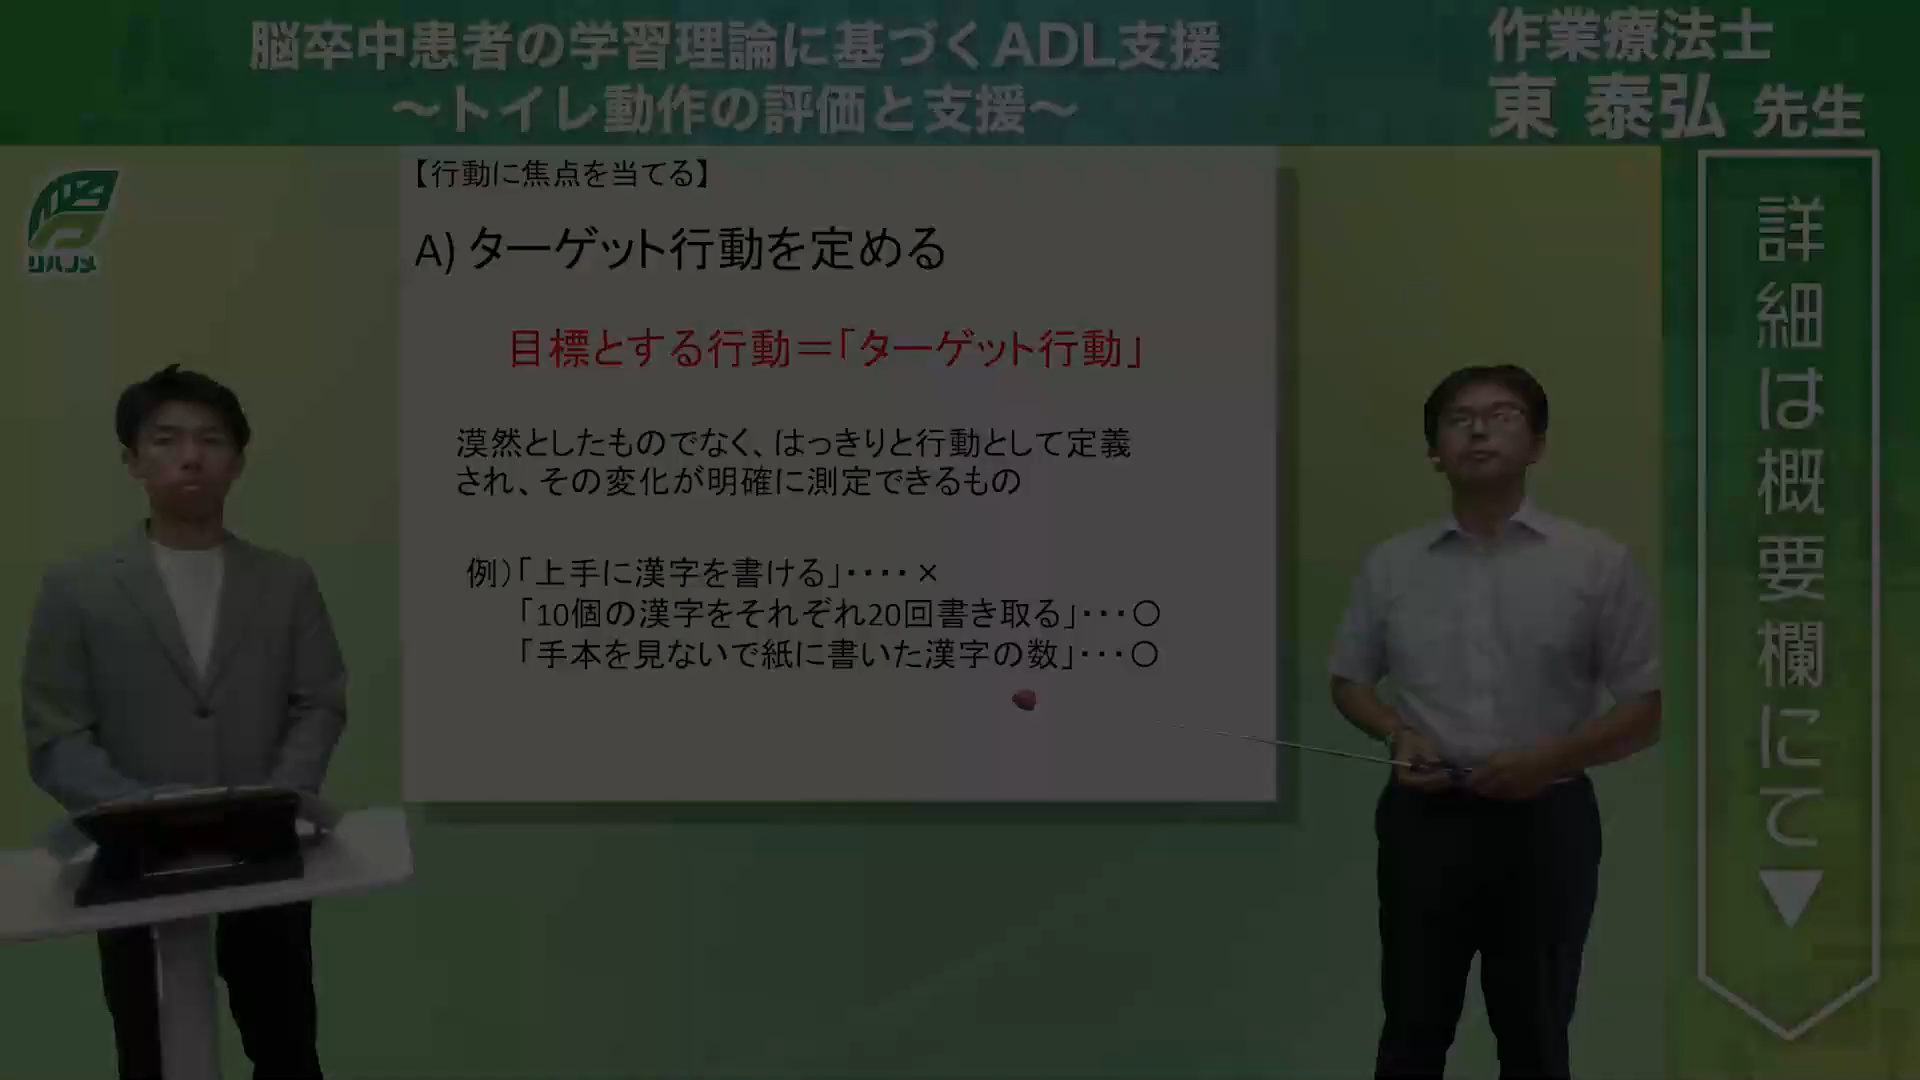 脳卒中患者の学習理論に基づくADL支援
～トイレ動作の評価と支援～
作業療法士
東 泰弘 先生
リハノメ
【行動に焦点を当てる】
A) ターゲット行動を定める
目標とする行動＝「ターゲット行動」
漠然としたものでなく、はっきりと行動として定義
され、その変化が明確に測定できるもの
例）「上手に漢字を書ける」・・・・×
「10個の漢字をそれぞれ20回書き取る」・・・〇
「手本を見ないで紙に書いた漢字の数」・・・〇
詳細は概要欄にて▼